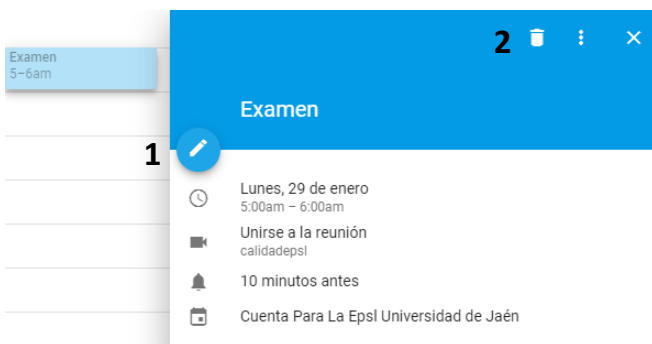 Examen
5–6am
2
Examen
1
Lunes, 29 de enero
5:00am – 6:00am
Unirse a la reunión
calidadepsl
10 minutos antes
Cuenta Para La Epsl Universidad de Jaén